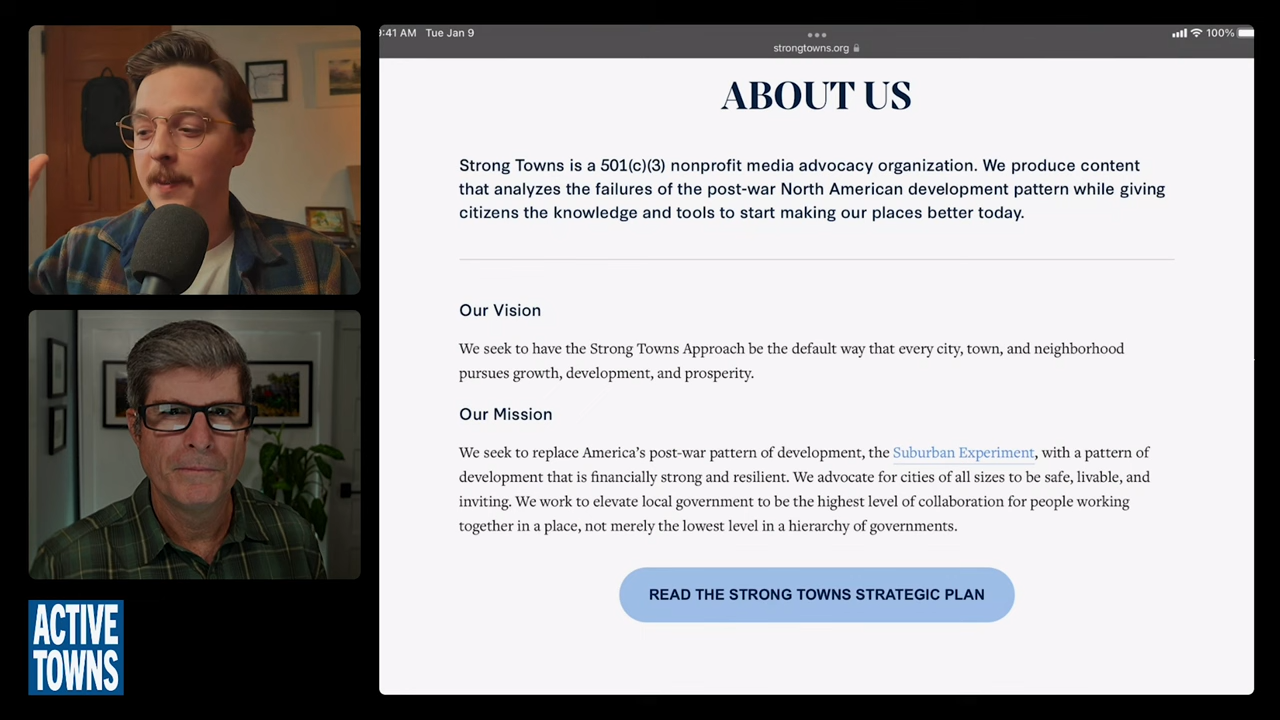 :41 AM Tue Jan 9
100%
strongtowns.org
ABOUT US
Strong Towns is a 501(c)(3) nonprofit media advocacy organization. We produce content
that analyzes the failures of the post-war North American development pattern while giving
citizens the knowledge and tools to start making our places better today.
Our Vision
We seek to have the Strong Towns Approach be the default way that every city, town, and neighborhood
pursues growth, development, and prosperity.
Our Mission
We seek to replace America’s post-war pattern of development, the Suburban Experiment, with a pattern of
development that is financially strong and resilient. We advocate for cities of all sizes to be safe, livable, and
inviting. We work to elevate local government to be the highest level of collaboration for people working
together in a place, not merely the lowest level in a hierarchy of governments.
READ THE STRONG TOWNS STRATEGIC PLAN
ACTIVE
TOWNS